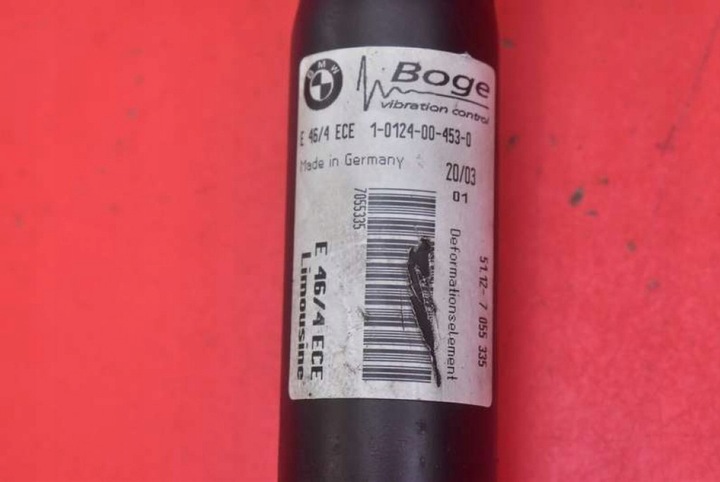 BMW
Boge
vibration control
E 46/4 ECE 1-0124-00-453-0
Made in Germany
20/03
01
7055335
Deformationselement
51.12- 7 055 335
E 46/4 ECE
Limousine